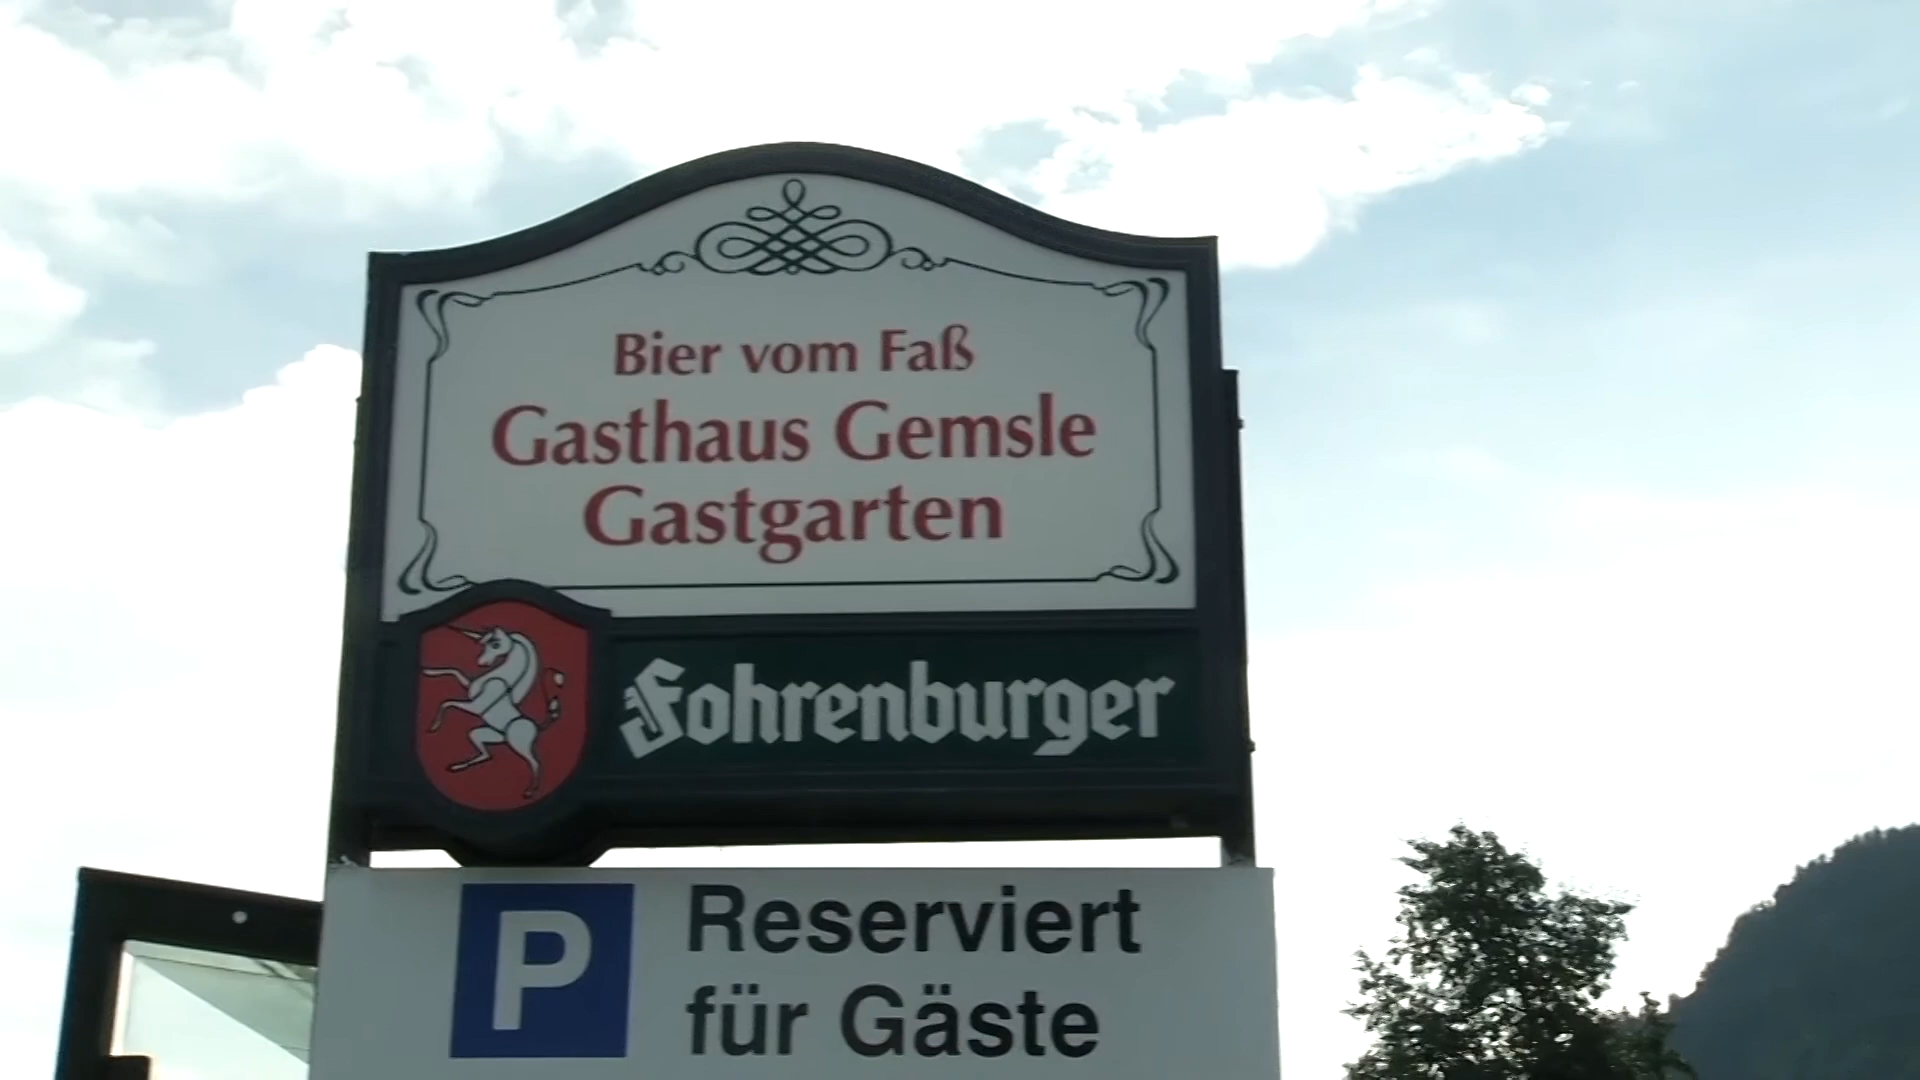 Bier vom Faß
Gasthaus Gemsle
Gastgarten
Fohrenburger
P
Reserviert
für Gäste